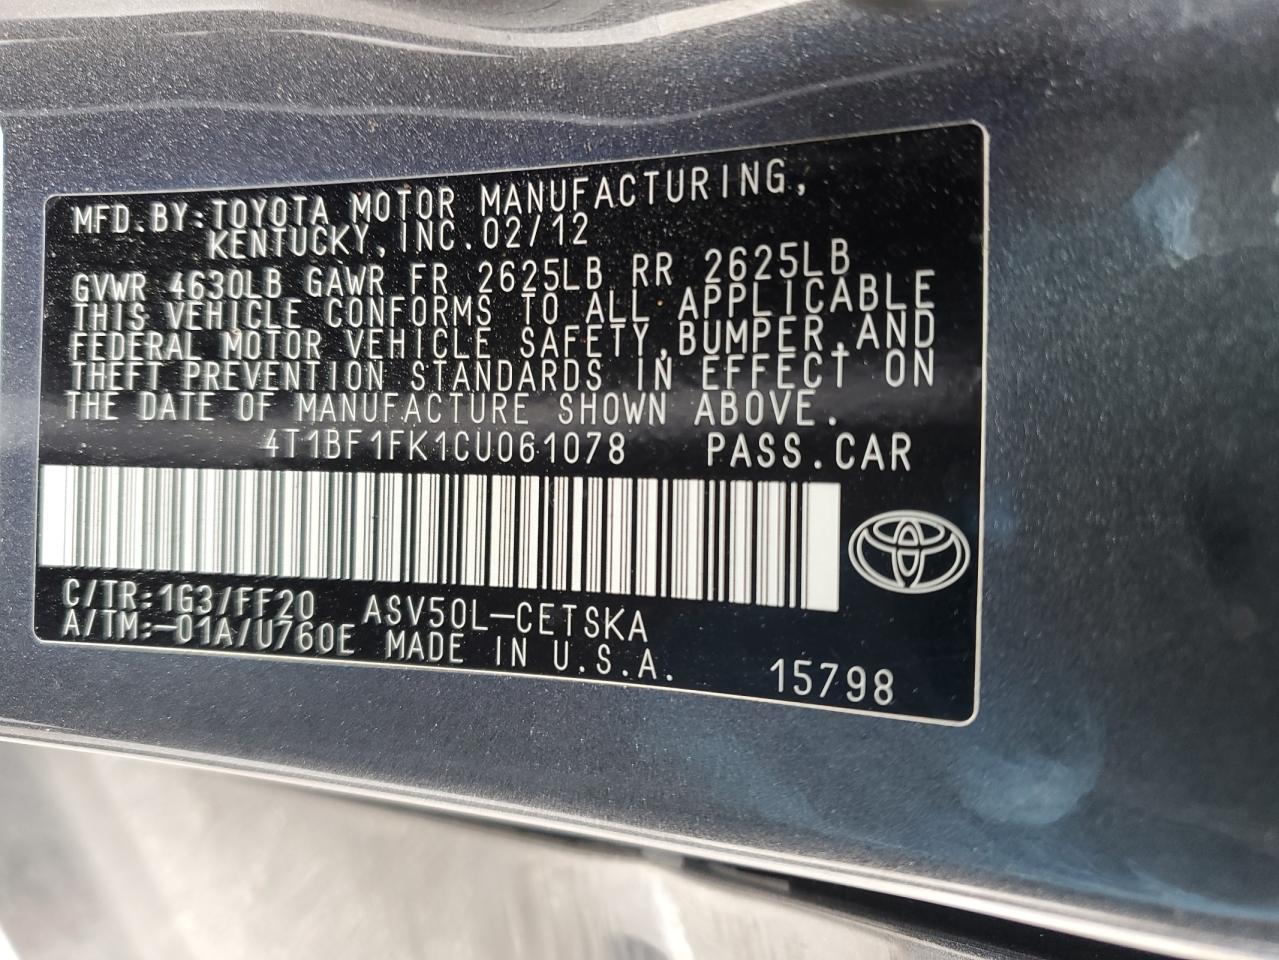 MFD.BY:TOYOTA MOTOR MANUFACTURING,
KENTUCKY, INC.02/12
GVWR 4630LB GAWR FR 2625LB RR 2625LB
THIS VEHICLE CONFORMS TO ALL APPLICABLE
FEDERAL MOTOR VEHICLE SAFETY,BUMPER,AND
THEFT PREVENTION STANDARDS IN EFFECT ON
THE DATE OF MANUFACTURE SHOWN ABOVE.
4T1BF1FK1CU061078 PASS.CAR
C/TR:1G3/FF20 ASV50L-CETSKA
A/TM:-01A/U760E MADE IN U.S.A.
15798